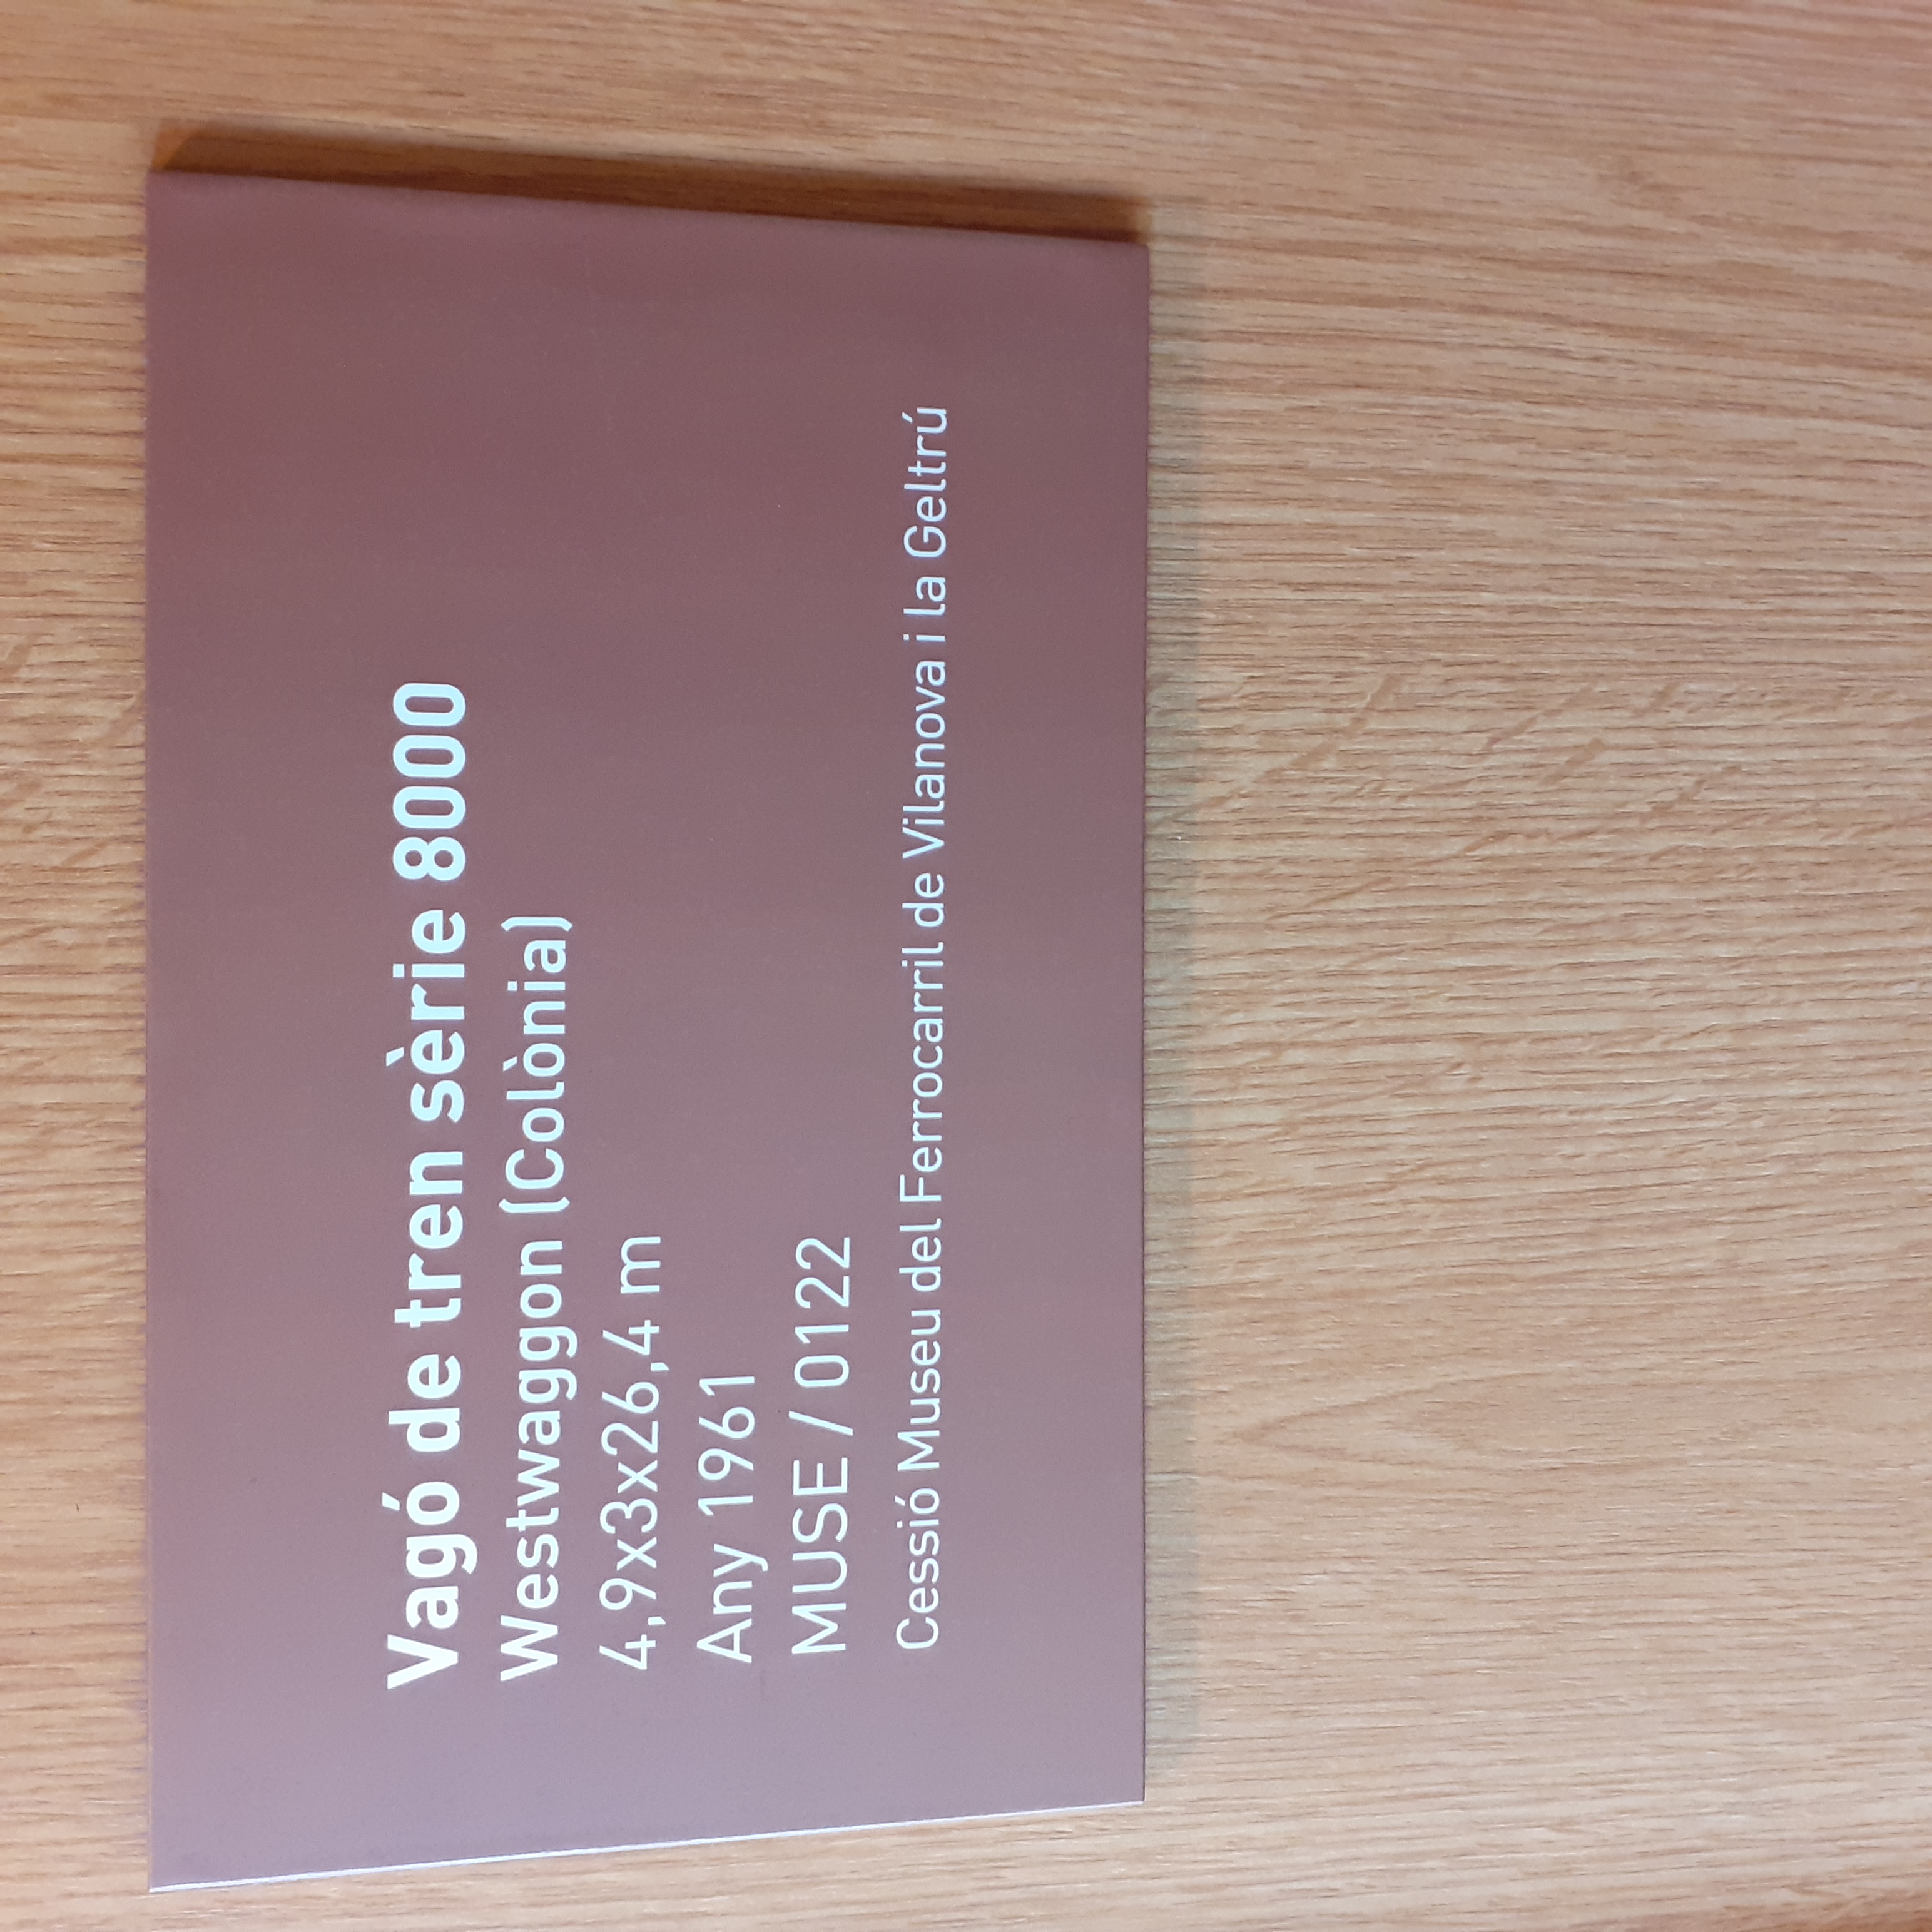 Vagó de tren sèrie 8000
Westwaggon (Colònia)
4,9x3x26,4 m
Any 1961
MUSE / 0122
Cessió Museu del Ferrocarril de Vilanova i la Geltrú